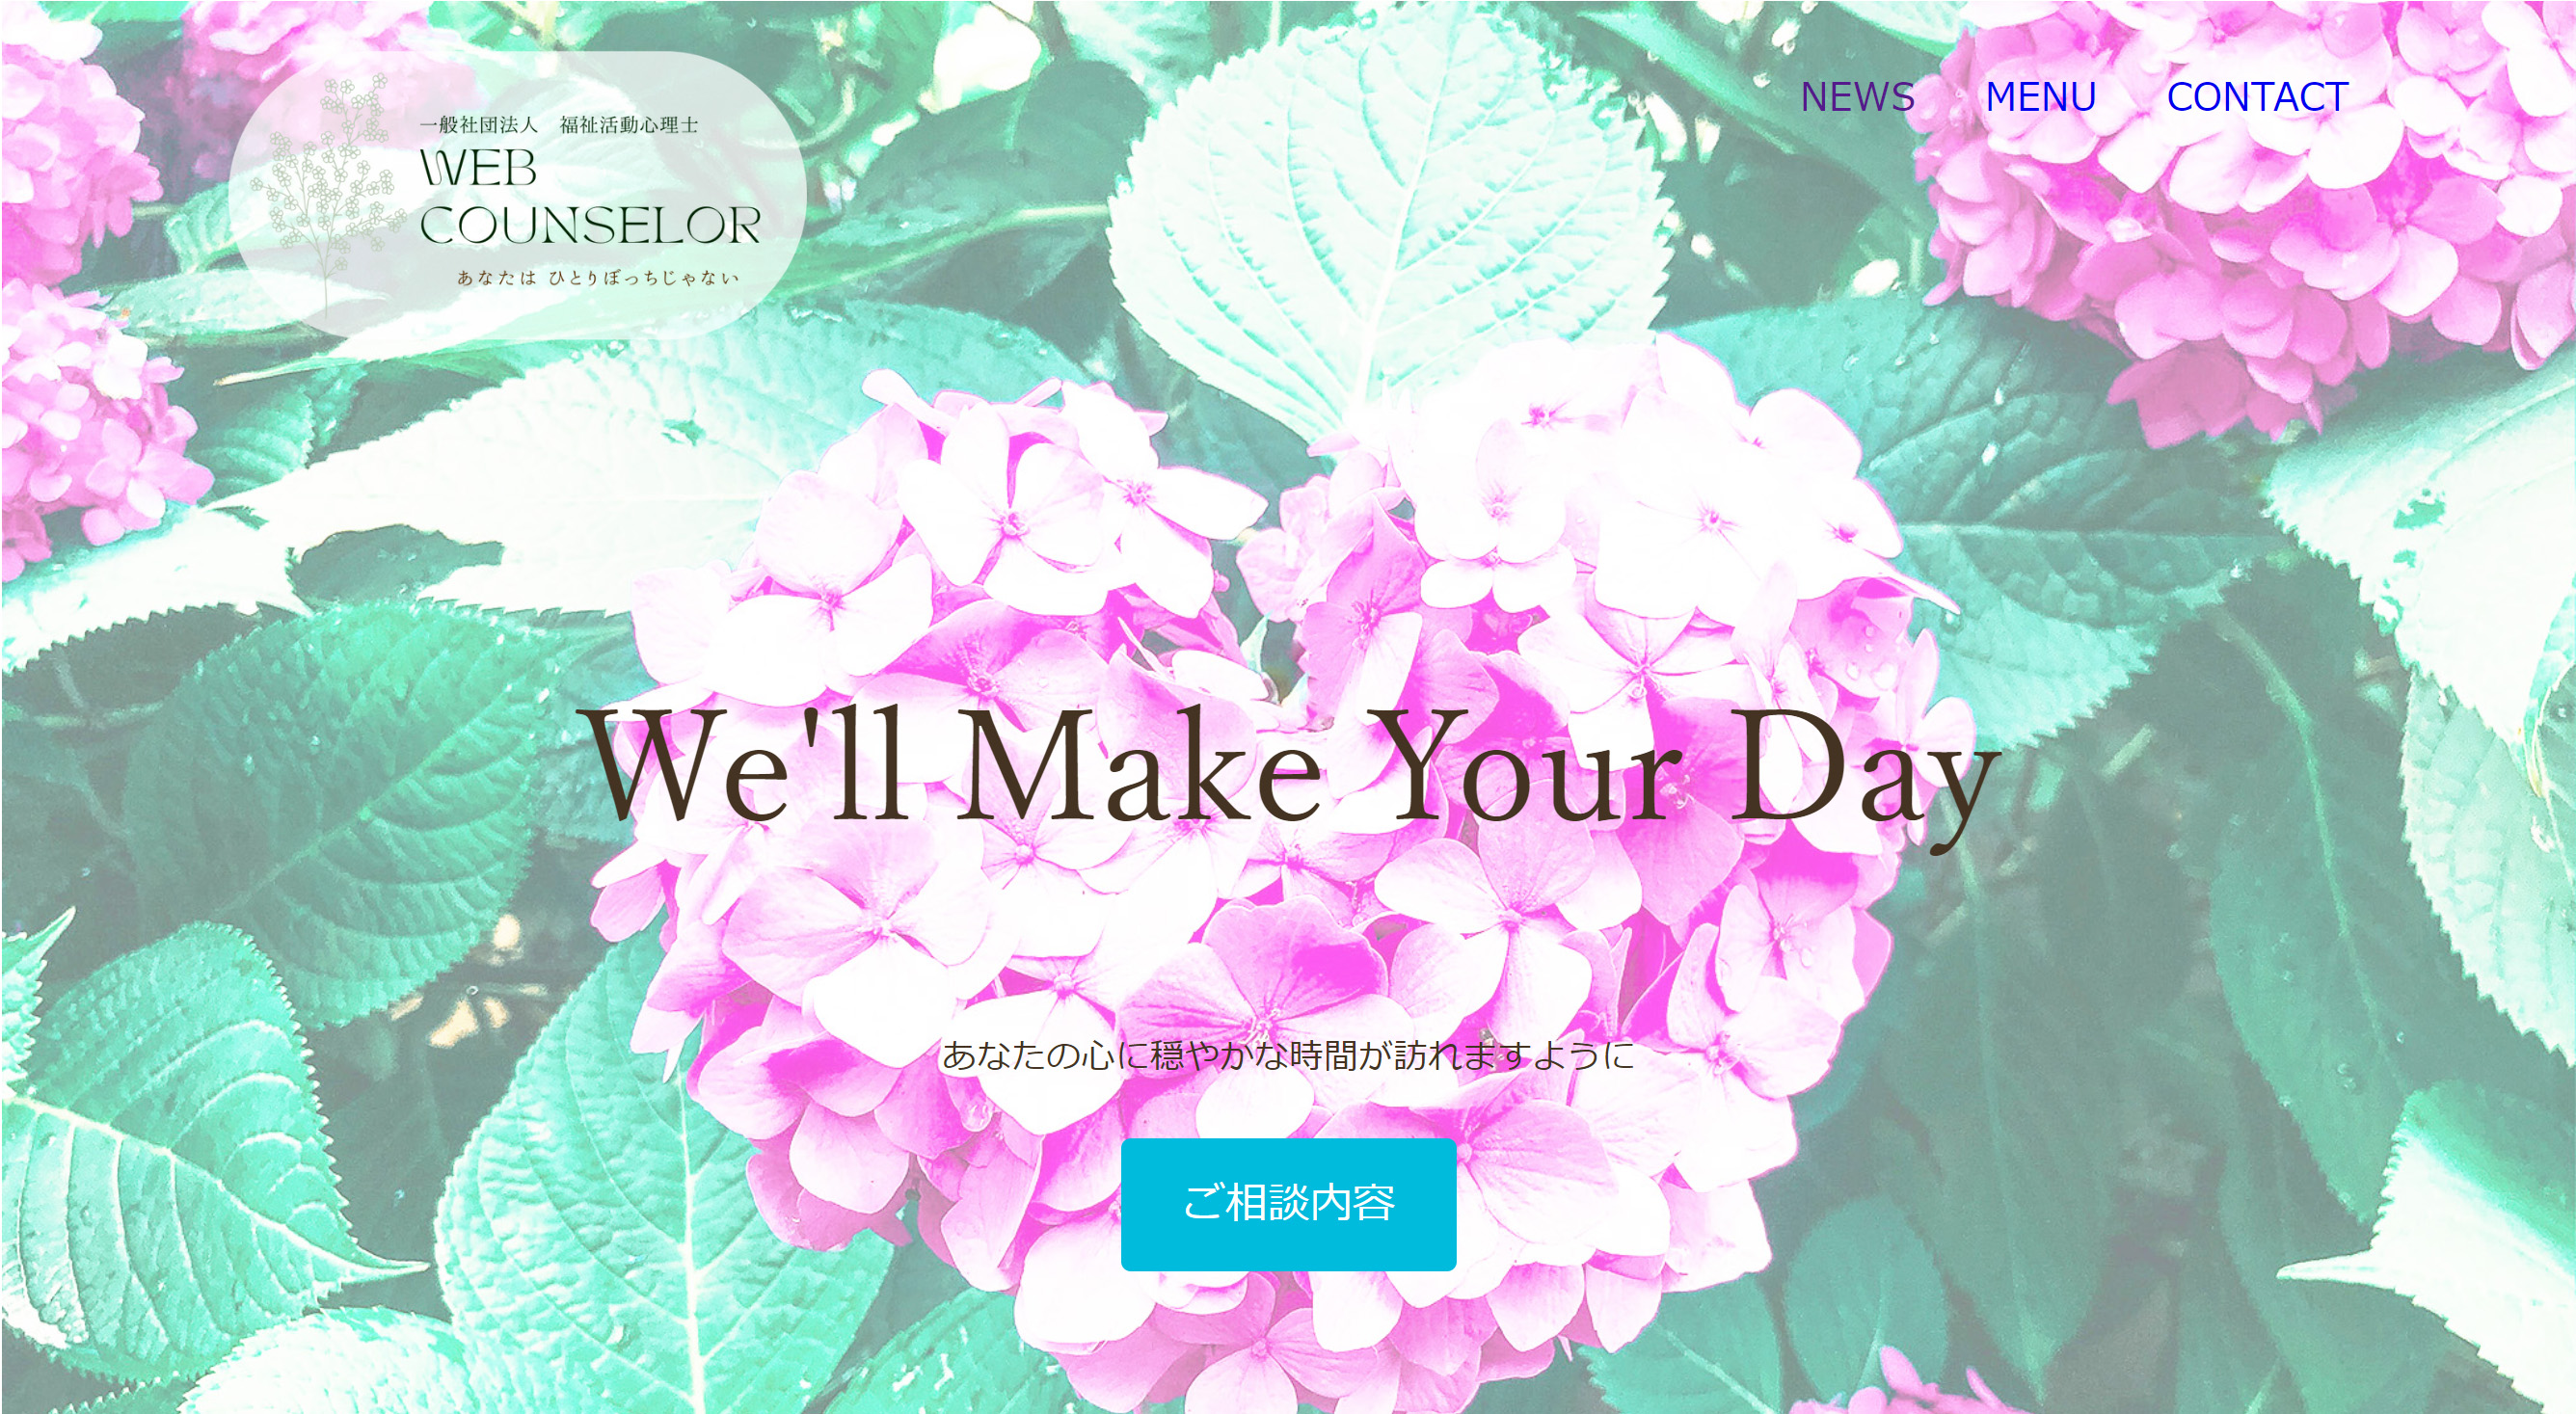 一般社団法人　福祉活動心理士
WEB
COUNSELOR
あなたは ひとりぼっちじゃない
NEWS MENU CONTACT
We'll Make Your Day
あなたの心に穏やかな時間が訪れますように
ご相談内容